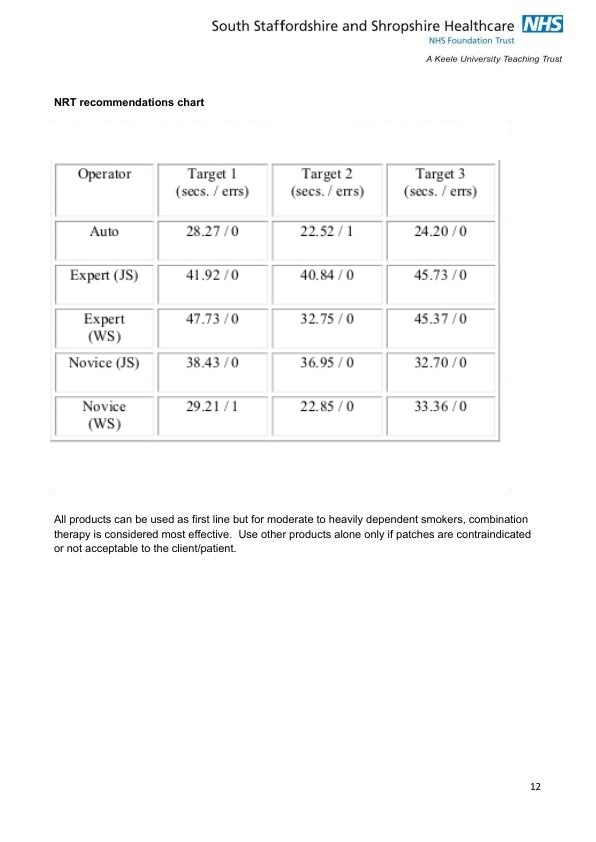 South Staffordshire and Shropshire Healthcare NHS
NHS Foundation Trust
A Keele University Teaching Trust
NRT recommendations chart
Operator Target 1 Target 2 Target 3
(secs. / errs) (secs. / errs) (secs. / errs)
Auto 28.27 / 0 22.52 / 1 24.20 / 0
Expert (JS) 41.92 / 0 40.84 / 0 45.73 / 0
Expert 47.73 / 0 32.75 / 0 45.37 / 0
(WS)
Novice (JS) 38.43 / 0 36.95 / 0 32.70 / 0
Novice 29.21 / 1 22.85 / 0 33.36 / 0
(WS)
All products can be used as first line but for moderate to heavily dependent smokers, combination
therapy is considered most effective.  Use other products alone only if patches are contraindicated
or not acceptable to the client/patient.
12